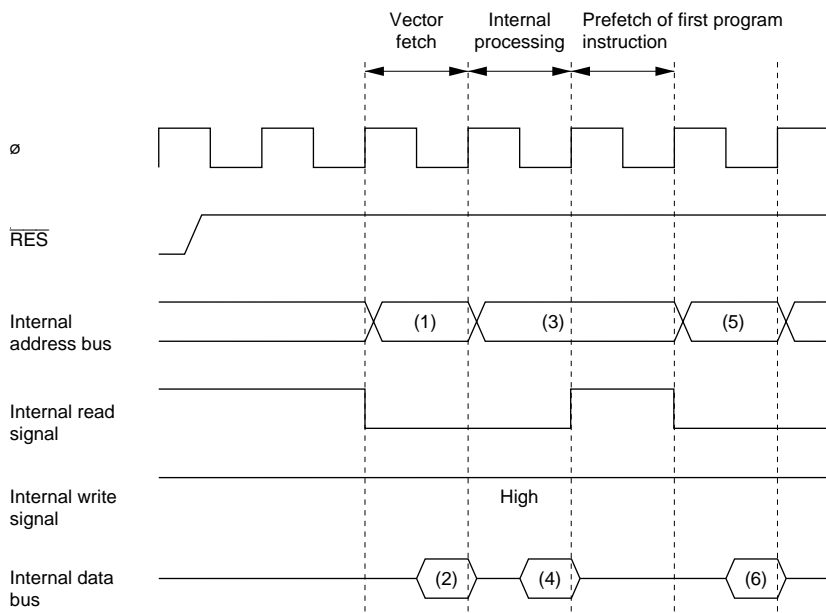 Vector
fetch
Internal
processing
Prefetch of first program
instruction
ø
RES
Internal
address bus
(1)
(3)
(5)
Internal read
signal
Internal write
signal
High
Internal data
bus
(2)
(4)
(6)